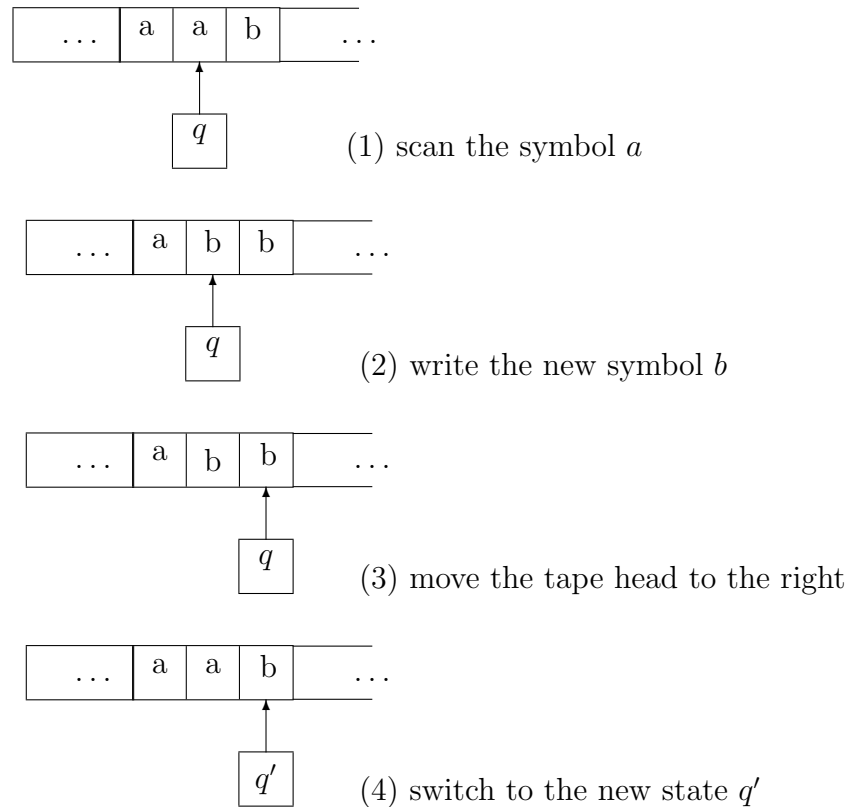 ... a a b ...
q
(1) scan the symbol a
... a b b ...
q
(2) write the new symbol b
... a b b ...
q
(3) move the tape head to the right
... a a b ...
q′
(4) switch to the new state q′